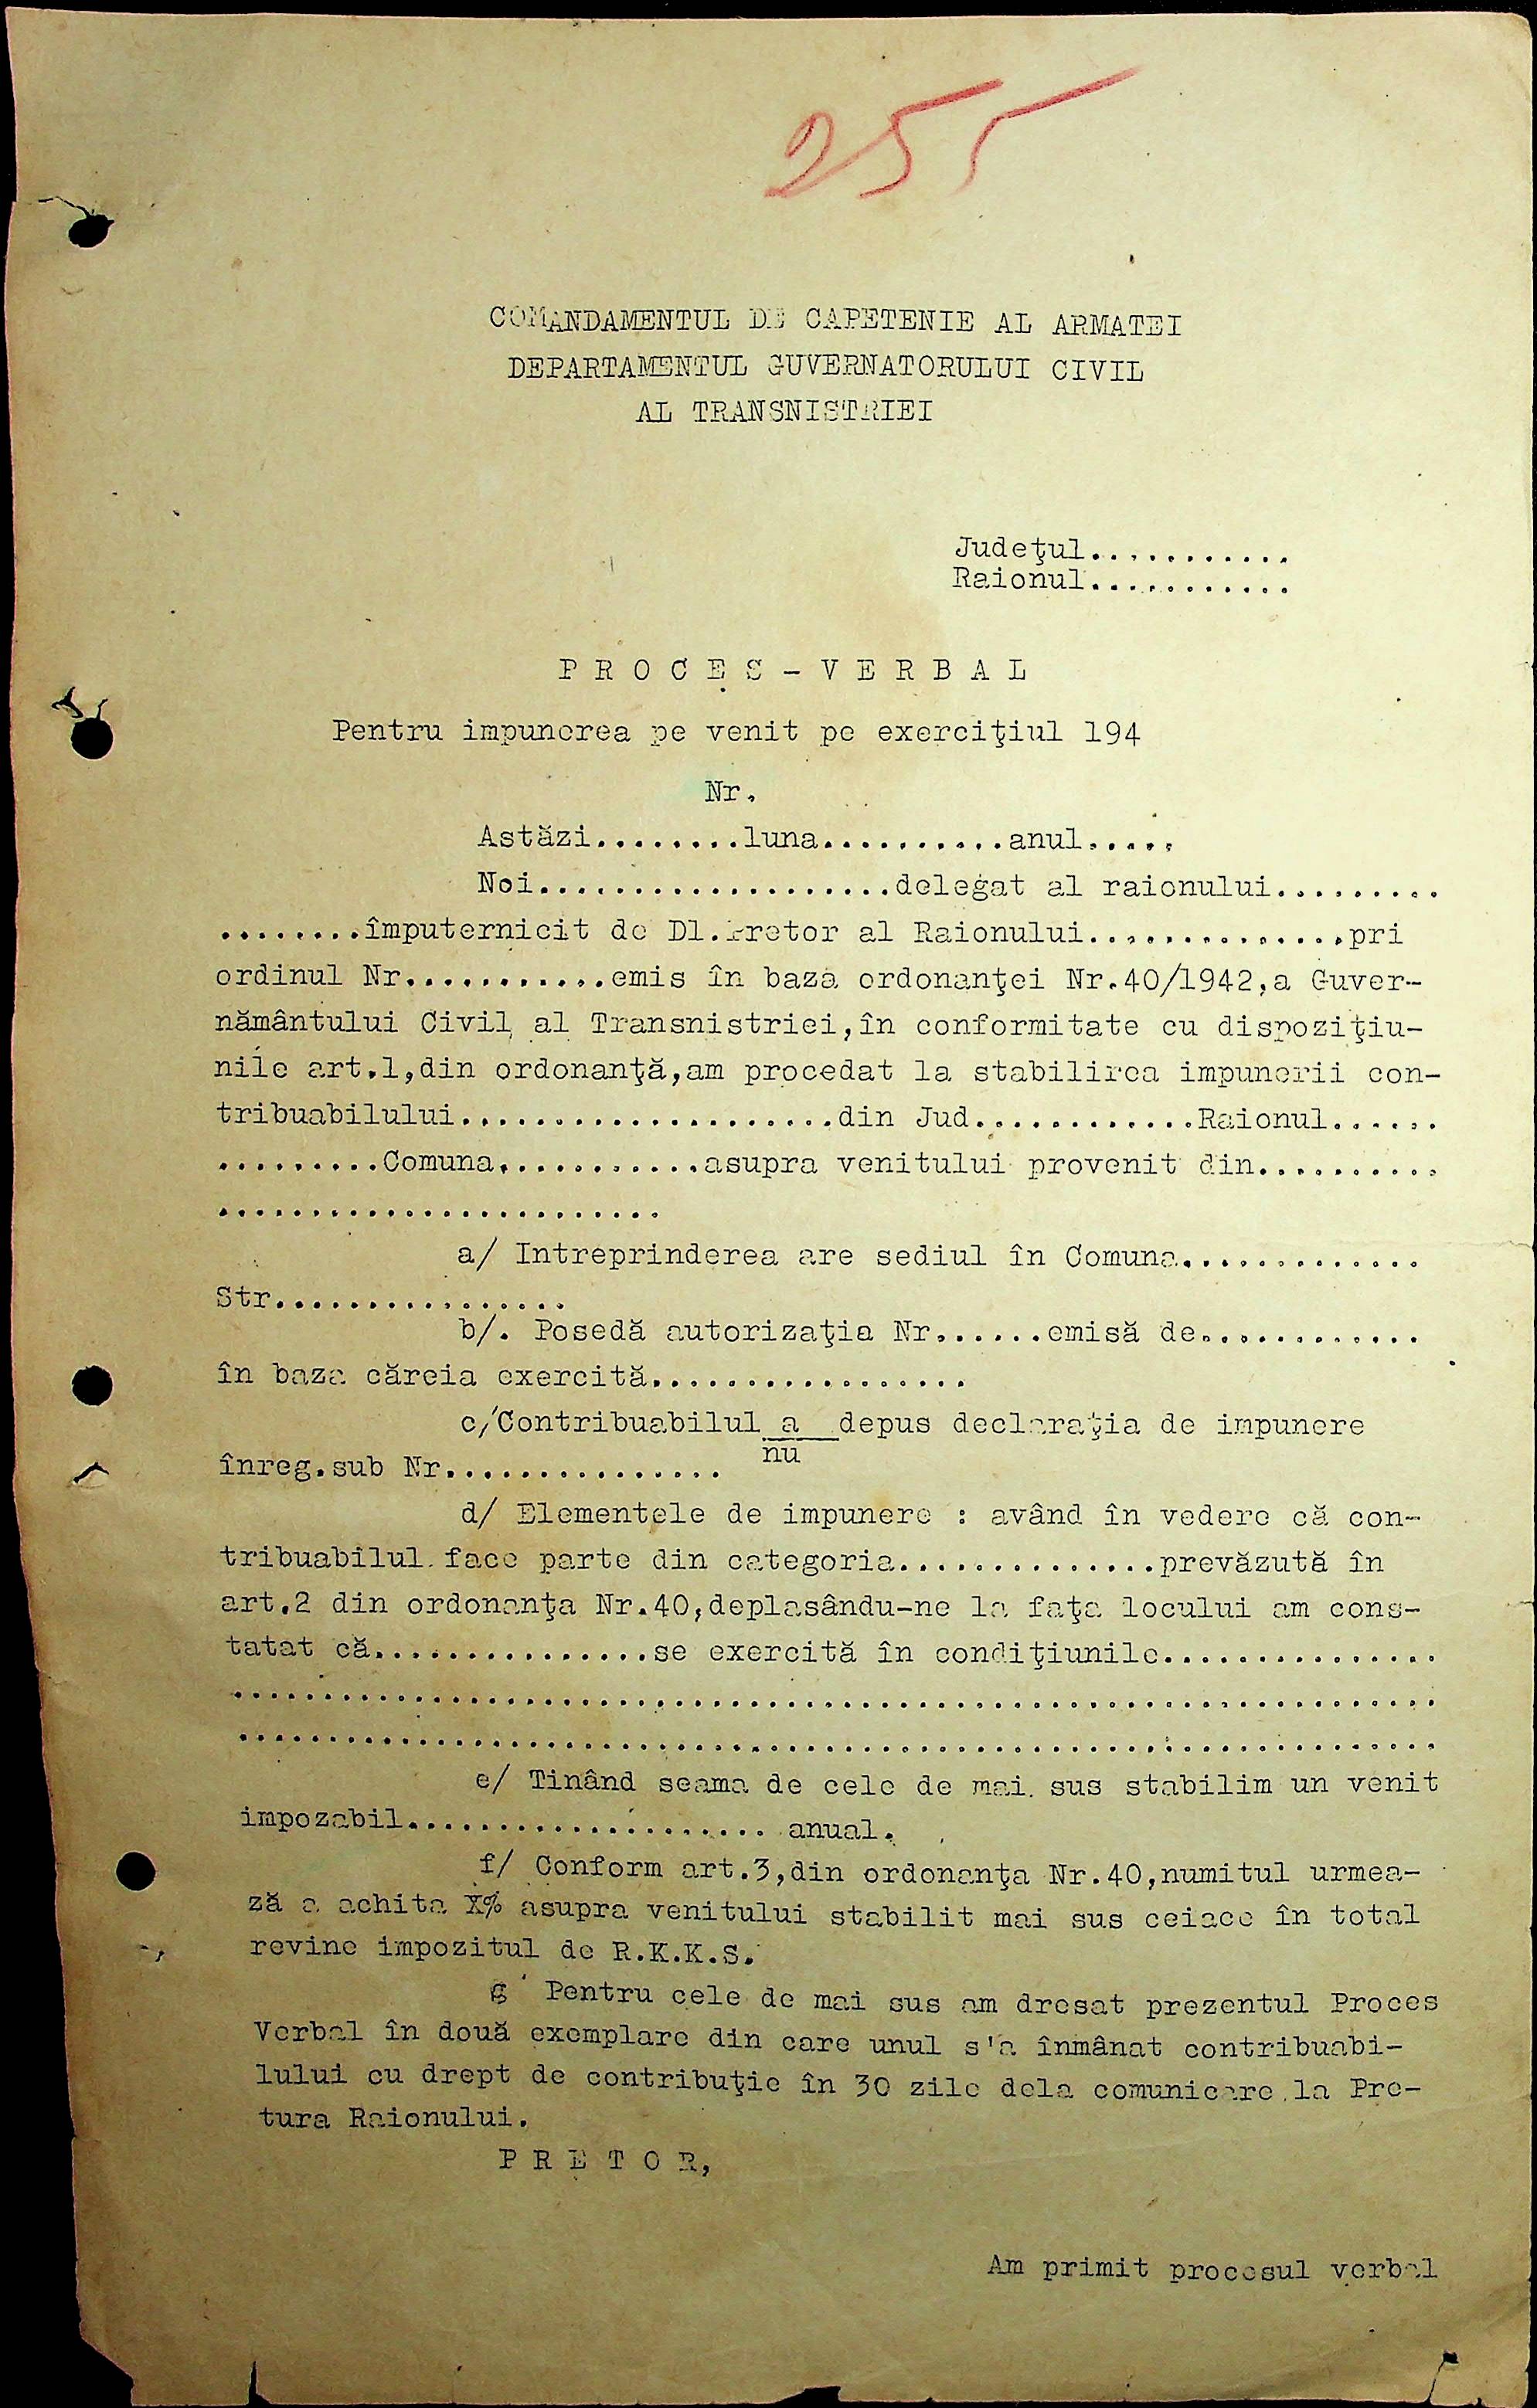 255
COMANDAMENTUL DE CAPETENIE AL ARMATEI
DEPARTAMENTUL GUVERNATORULUI CIVIL
AL TRANSNISTRIEI
Judeţul...........
Raionul...........
P R O C E S - V E R B A L
Pentru impunerea pe venit pe exerciţiul 194
Nr.
Astăzi........luna..........anul.....
Noi...................delegat al raionului.........
........împuternicit de Dl.Pretor al Raionului..............pri
ordinul Nr...........emis în baza ordonanţei Nr.40/1942,a Guver-
nământului Civil al Transnistriei,în conformitate cu dispoziţiu-
nile art.1,din ordonanţă,am procedat la stabilirea impunerii con-
tribuabilului....................din Jud............Raionul......
.........Comuna...........asupra venitului provenit din..........
........................
a/ Intreprinderea are sediul în Comuna.............
Str................
b/. Posedă autorizaţia Nr......emisă de............
în baza căreia exercită.................
c/Contribuabilul a depus declaraţia de impunere
nu
înreg.sub Nr...............
d/ Elementele de impunere : având în vedere că con-
tribuabilul face parte din categoria..............prevăzută în
art.2 din ordonanţa Nr.40,deplasându-ne la faţa locului am cons-
tatat că...............se exercită în condiţiunile...............
.................................................................
.................................................................
e/ Tinând seama de cele de mai sus stabilim un venit
impozabil.................... anual.
f/ Conform art.3,din ordonanţa Nr.40,numitul urmea-
ză a achita X% asupra venitului stabilit mai sus ceiace în total
revine impozitul de R.K.K.S.
g Pentru cele de mai sus am dresat prezentul Proces
Verbal în două exemplare din care unul s'a înmânat contribuabi-
lului cu drept de contribuţie în 30 zile dela comunicare la Pre-
tura Raionului.
P R E T O R,
Am primit procesul verbal